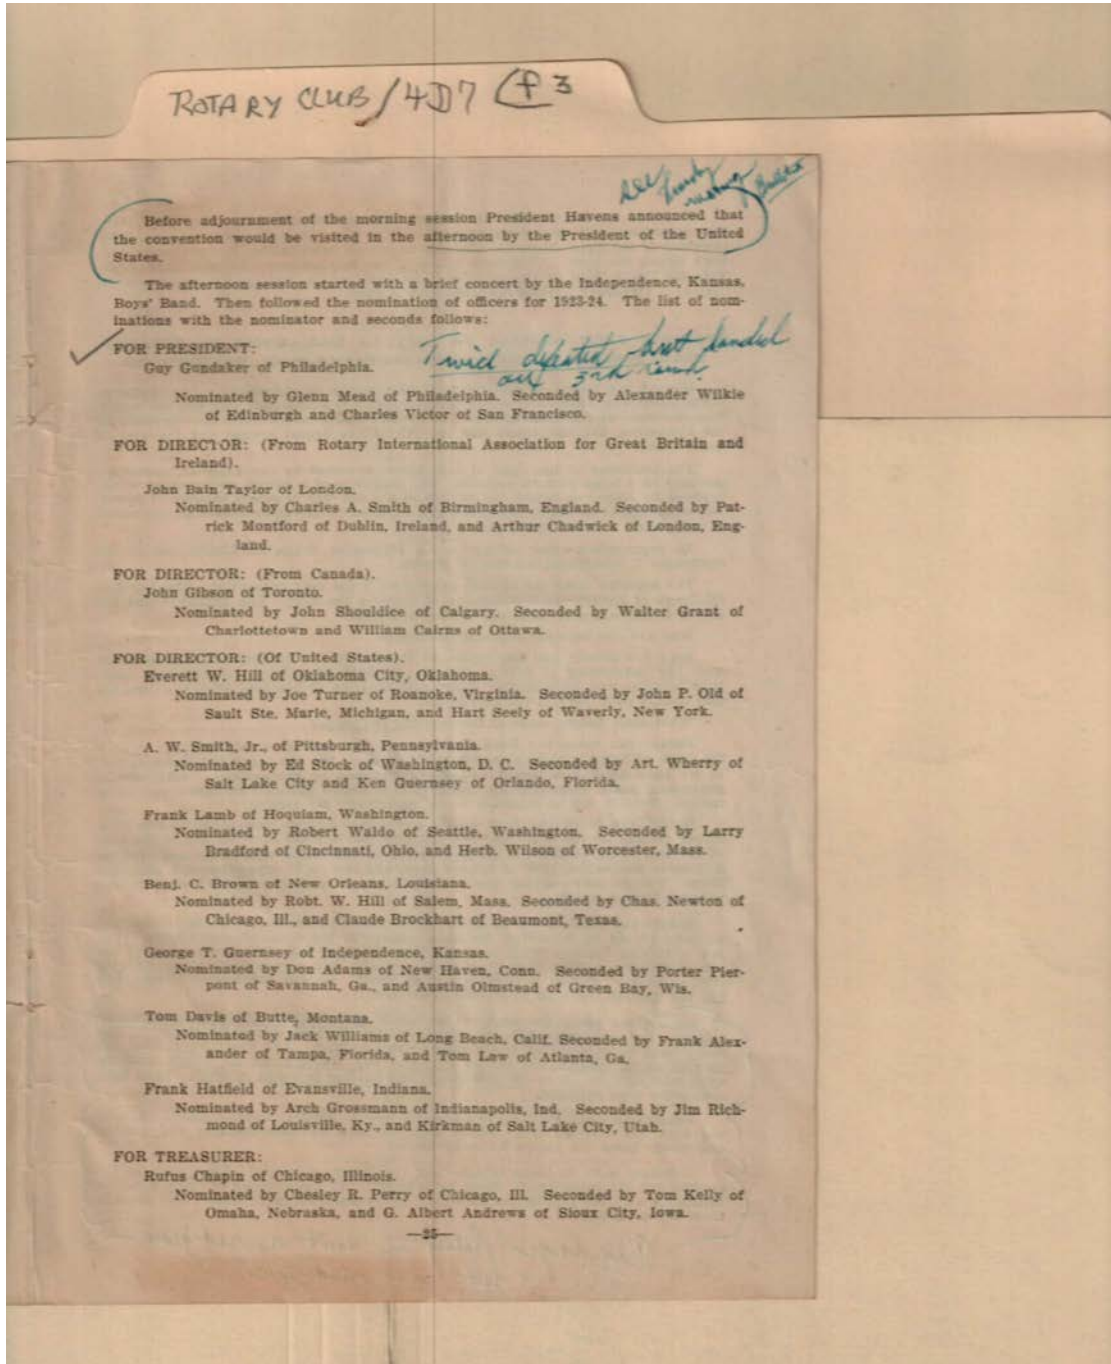 ROTARY CLUB / 4D7 f 3
Before adjournment of the morning session President Havens announced that
the convention would be visited in the afternoon by the President of the United
States.
The afternoon session started with a brief concert by the Independence, Kansas,
Boys' Band. Then followed the nomination of officers for 1923-24. The list of nom-
inations with the nominator and seconds follows:
FOR PRESIDENT:
Twice defeated but landed
on 3rd round.
Guy Gundaker of Philadelphia.
Nominated by Glenn Mead of Philadelphia. Seconded by Alexander Wilkie
of Edinburgh and Charles Victor of San Francisco.
FOR DIRECTOR: (From Rotary International Association for Great Britain and
Ireland).
John Bain Taylor of London.
Nominated by Charles A. Smith of Birmingham, England. Seconded by Pat-
rick Montford of Dublin, Ireland, and Arthur Chadwick of London, Eng-
land.
FOR DIRECTOR: (From Canada).
John Gibson of Toronto.
Nominated by John Shouldice of Calgary. Seconded by Walter Grant of
Charlottetown and William Cairns of Ottawa.
FOR DIRECTOR: (Of United States).
Everett W. Hill of Oklahoma City, Oklahoma.
Nominated by Joe Turner of Roanoke, Virginia. Seconded by John P. Old of
Sault Ste. Marie, Michigan, and Hart Seely of Waverly, New York.
A. W. Smith, Jr., of Pittsburgh, Pennsylvania.
Nominated by Ed Stock of Washington, D. C. Seconded by Art. Wherry of
Salt Lake City and Ken Guernsey of Orlando, Florida.
Frank Lamb of Hoquiam, Washington.
Nominated by Robert Waldo of Seattle, Washington. Seconded by Larry
Bradford of Cincinnati, Ohio, and Herb. Wilson of Worcester, Mass.
Benj. C. Brown of New Orleans, Louisiana.
Nominated by Robt. W. Hill of Salem, Mass. Seconded by Chas. Newton of
Chicago, Ill., and Claude Brockhart of Beaumont, Texas.
George T. Guernsey of Independence, Kansas.
Nominated by Don Adams of New Haven, Conn. Seconded by Porter Pier-
pont of Savannah, Ga., and Austin Olmstead of Green Bay, Wis.
Tom Davis of Butte, Montana.
Nominated by Jack Williams of Long Beach, Calif. Seconded by Frank Alex-
ander of Tampa, Florida, and Tom Law of Atlanta, Ga.
Frank Hatfield of Evansville, Indiana.
Nominated by Arch Grossmann of Indianapolis, Ind. Seconded by Jim Rich-
mond of Louisville, Ky., and Kirkman of Salt Lake City, Utah.
FOR TREASURER:
Rufus Chapin of Chicago, Illinois.
Nominated by Chesley R. Perry of Chicago, Ill. Seconded by Tom Kelly of
Omaha, Nebraska, and G. Albert Andrews of Sioux City, Iowa.
—25—